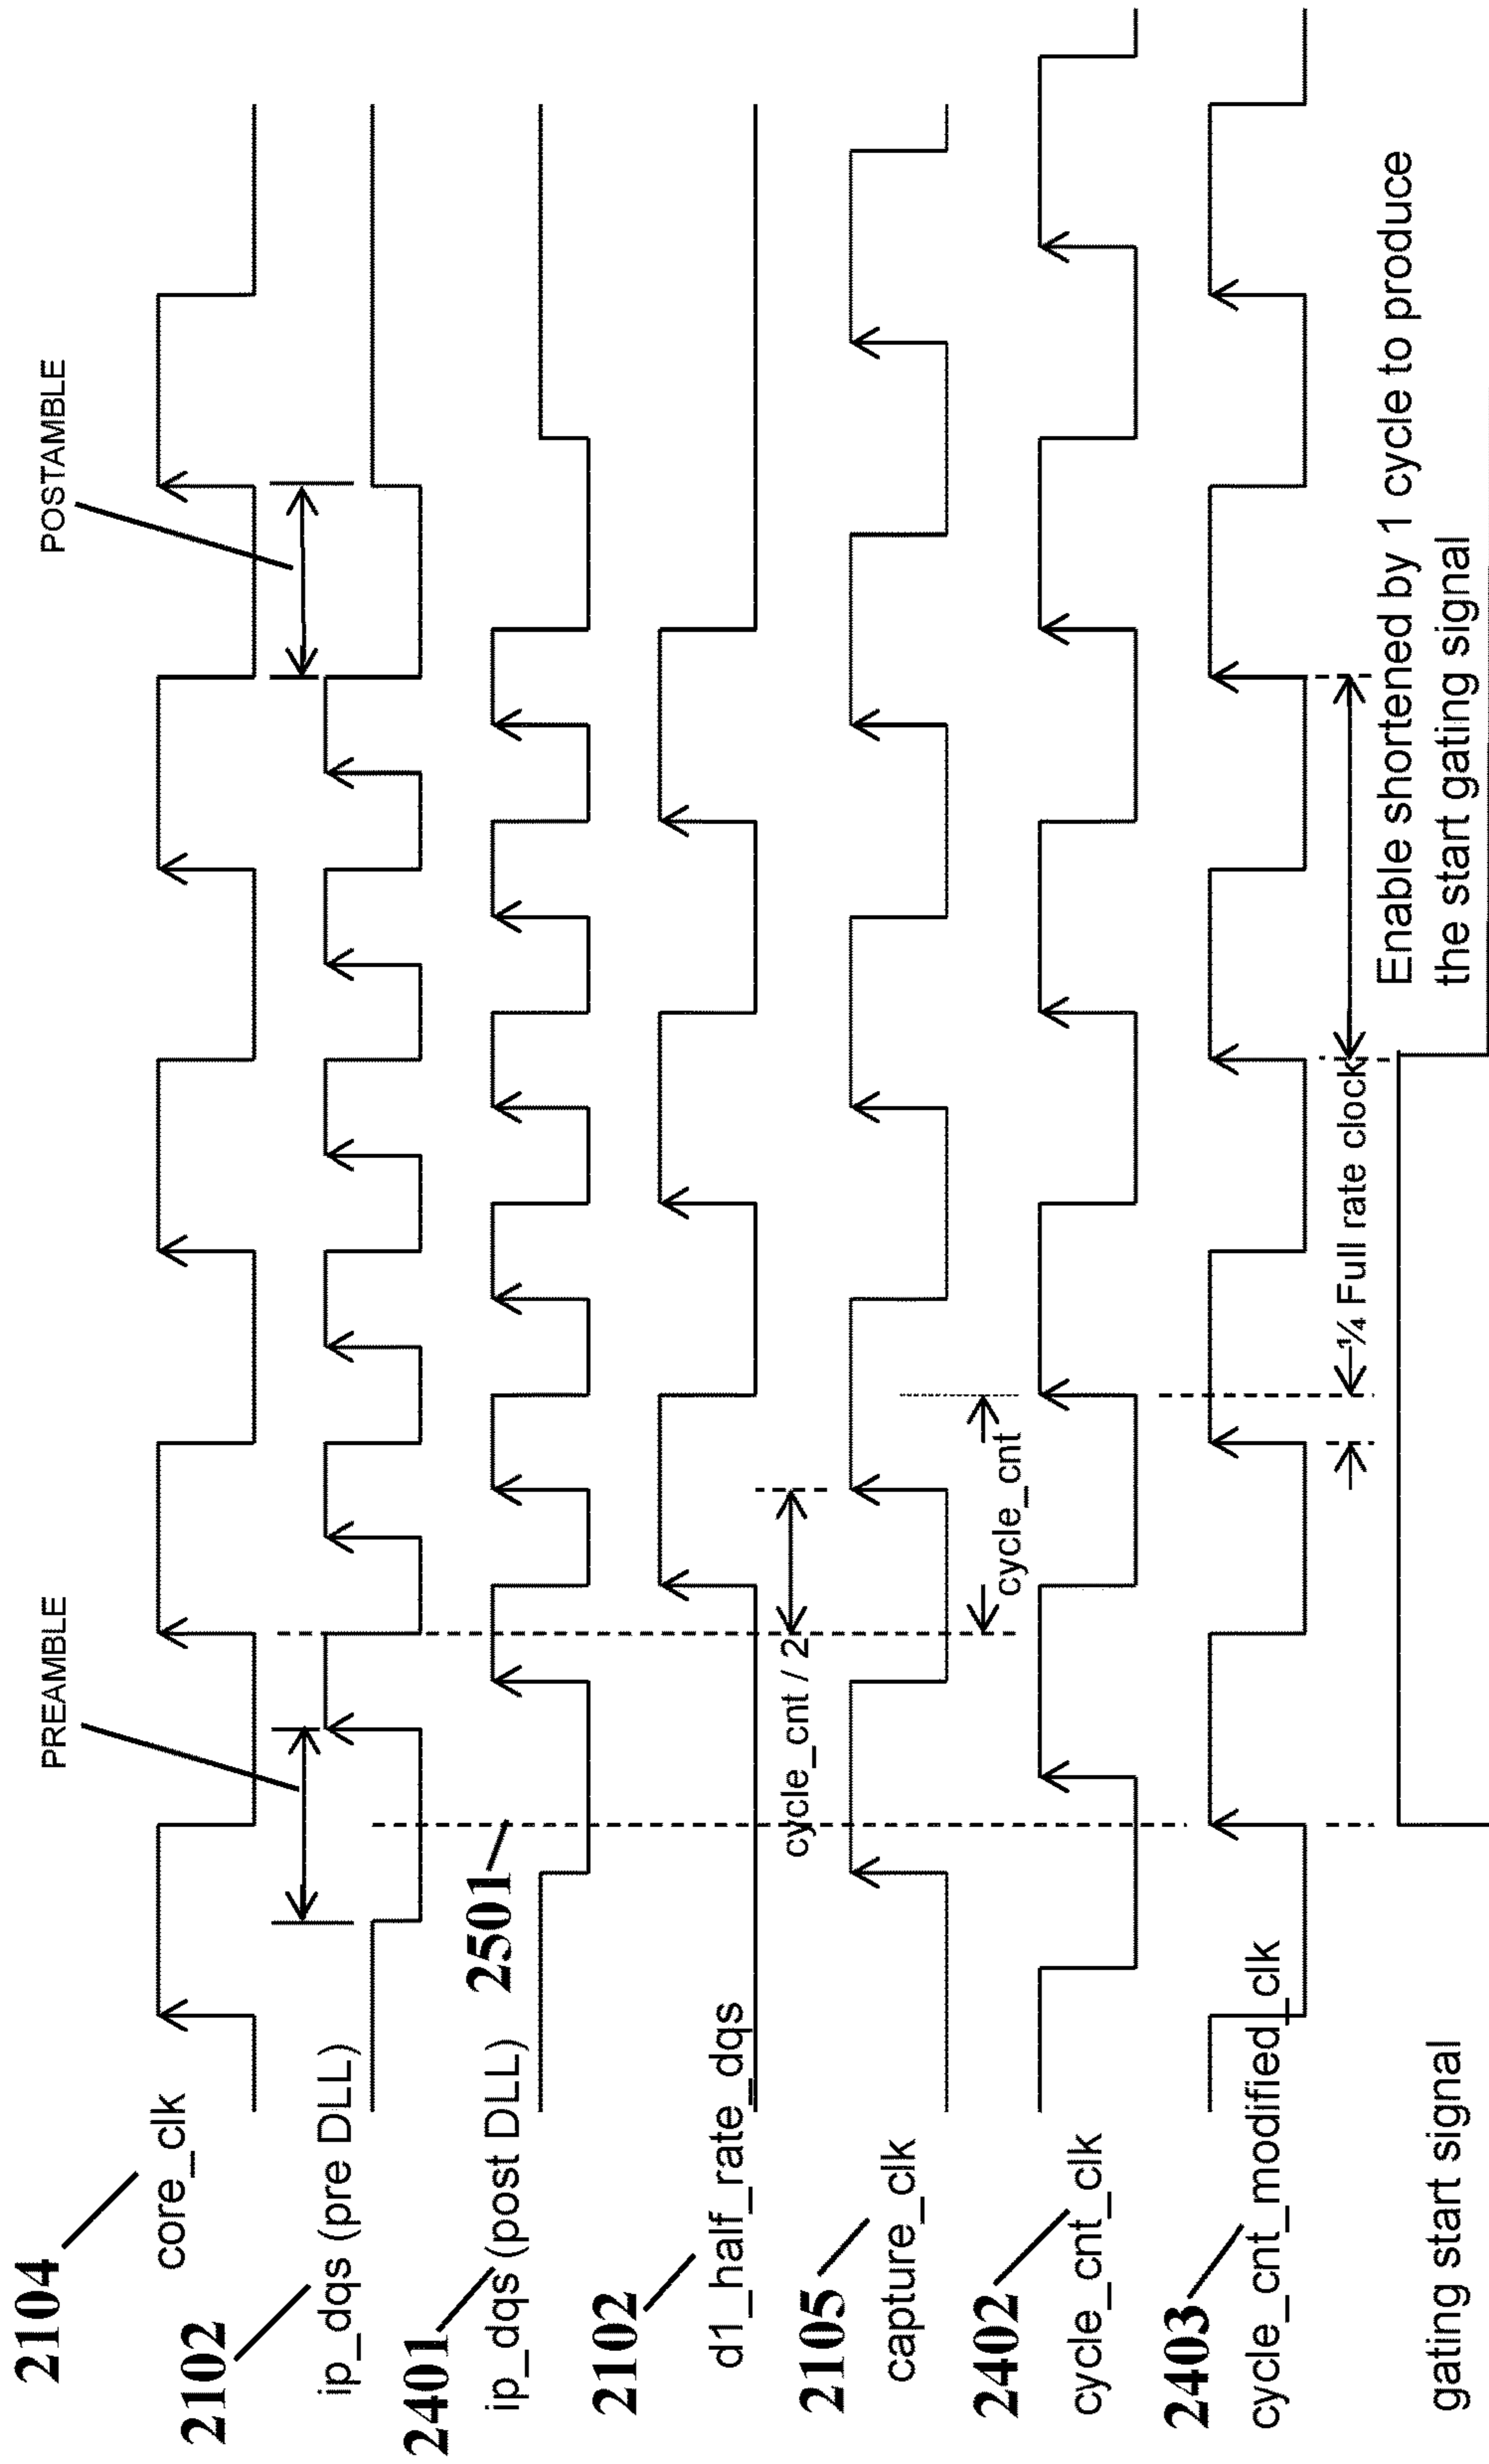 PREAMBLE
POSTAMBLE
2104
core_clk
2102
ip_dqs (pre DLL)
2401
ip_dqs (post DLL)
2501
2102
d1_half_rate_dqs
cycle_cnt / 2
2105
capture_clk
cycle_cnt
2402
cycle_cnt_clk
2403
cycle_cnt_modified_clk
¼ Full rate clock
Enable shortened by 1 cycle to produce
the start gating signal
gating start signal